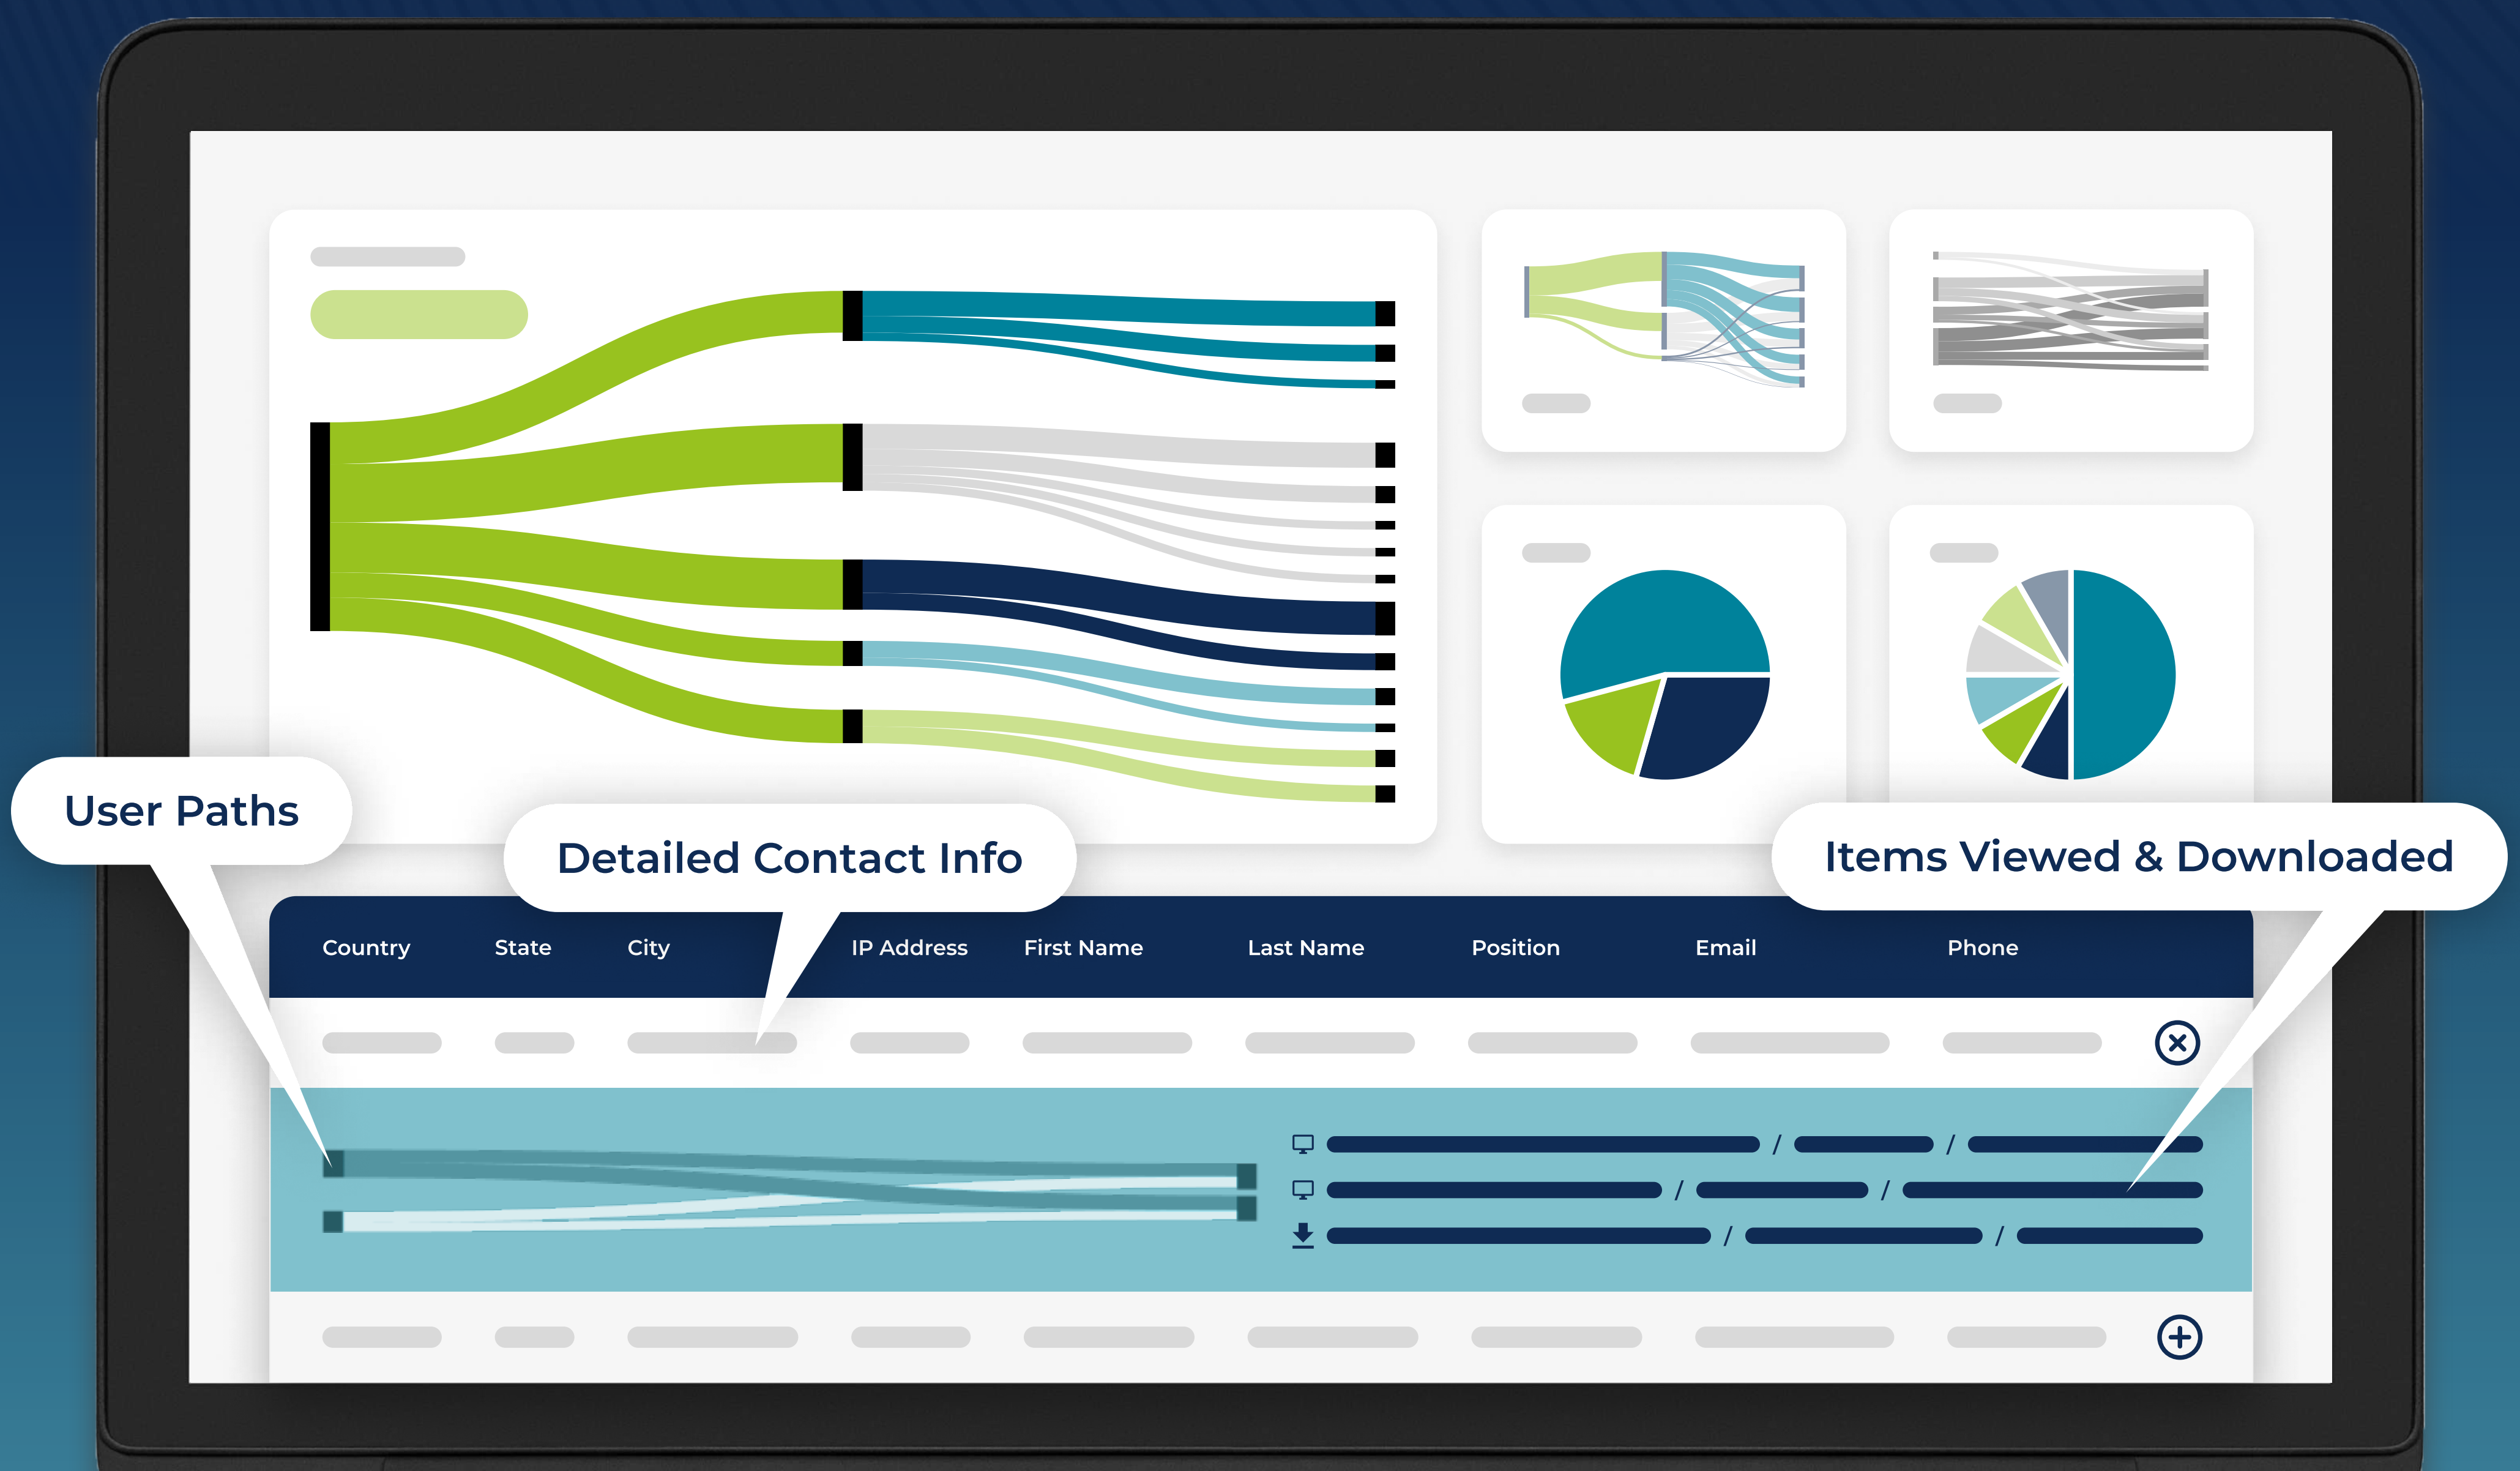 User Paths
Detailed Contact Info
Items Viewed & Downloaded
Country State City IP Address First Name Last Name Position Email Phone
/ /
/ /
/ /